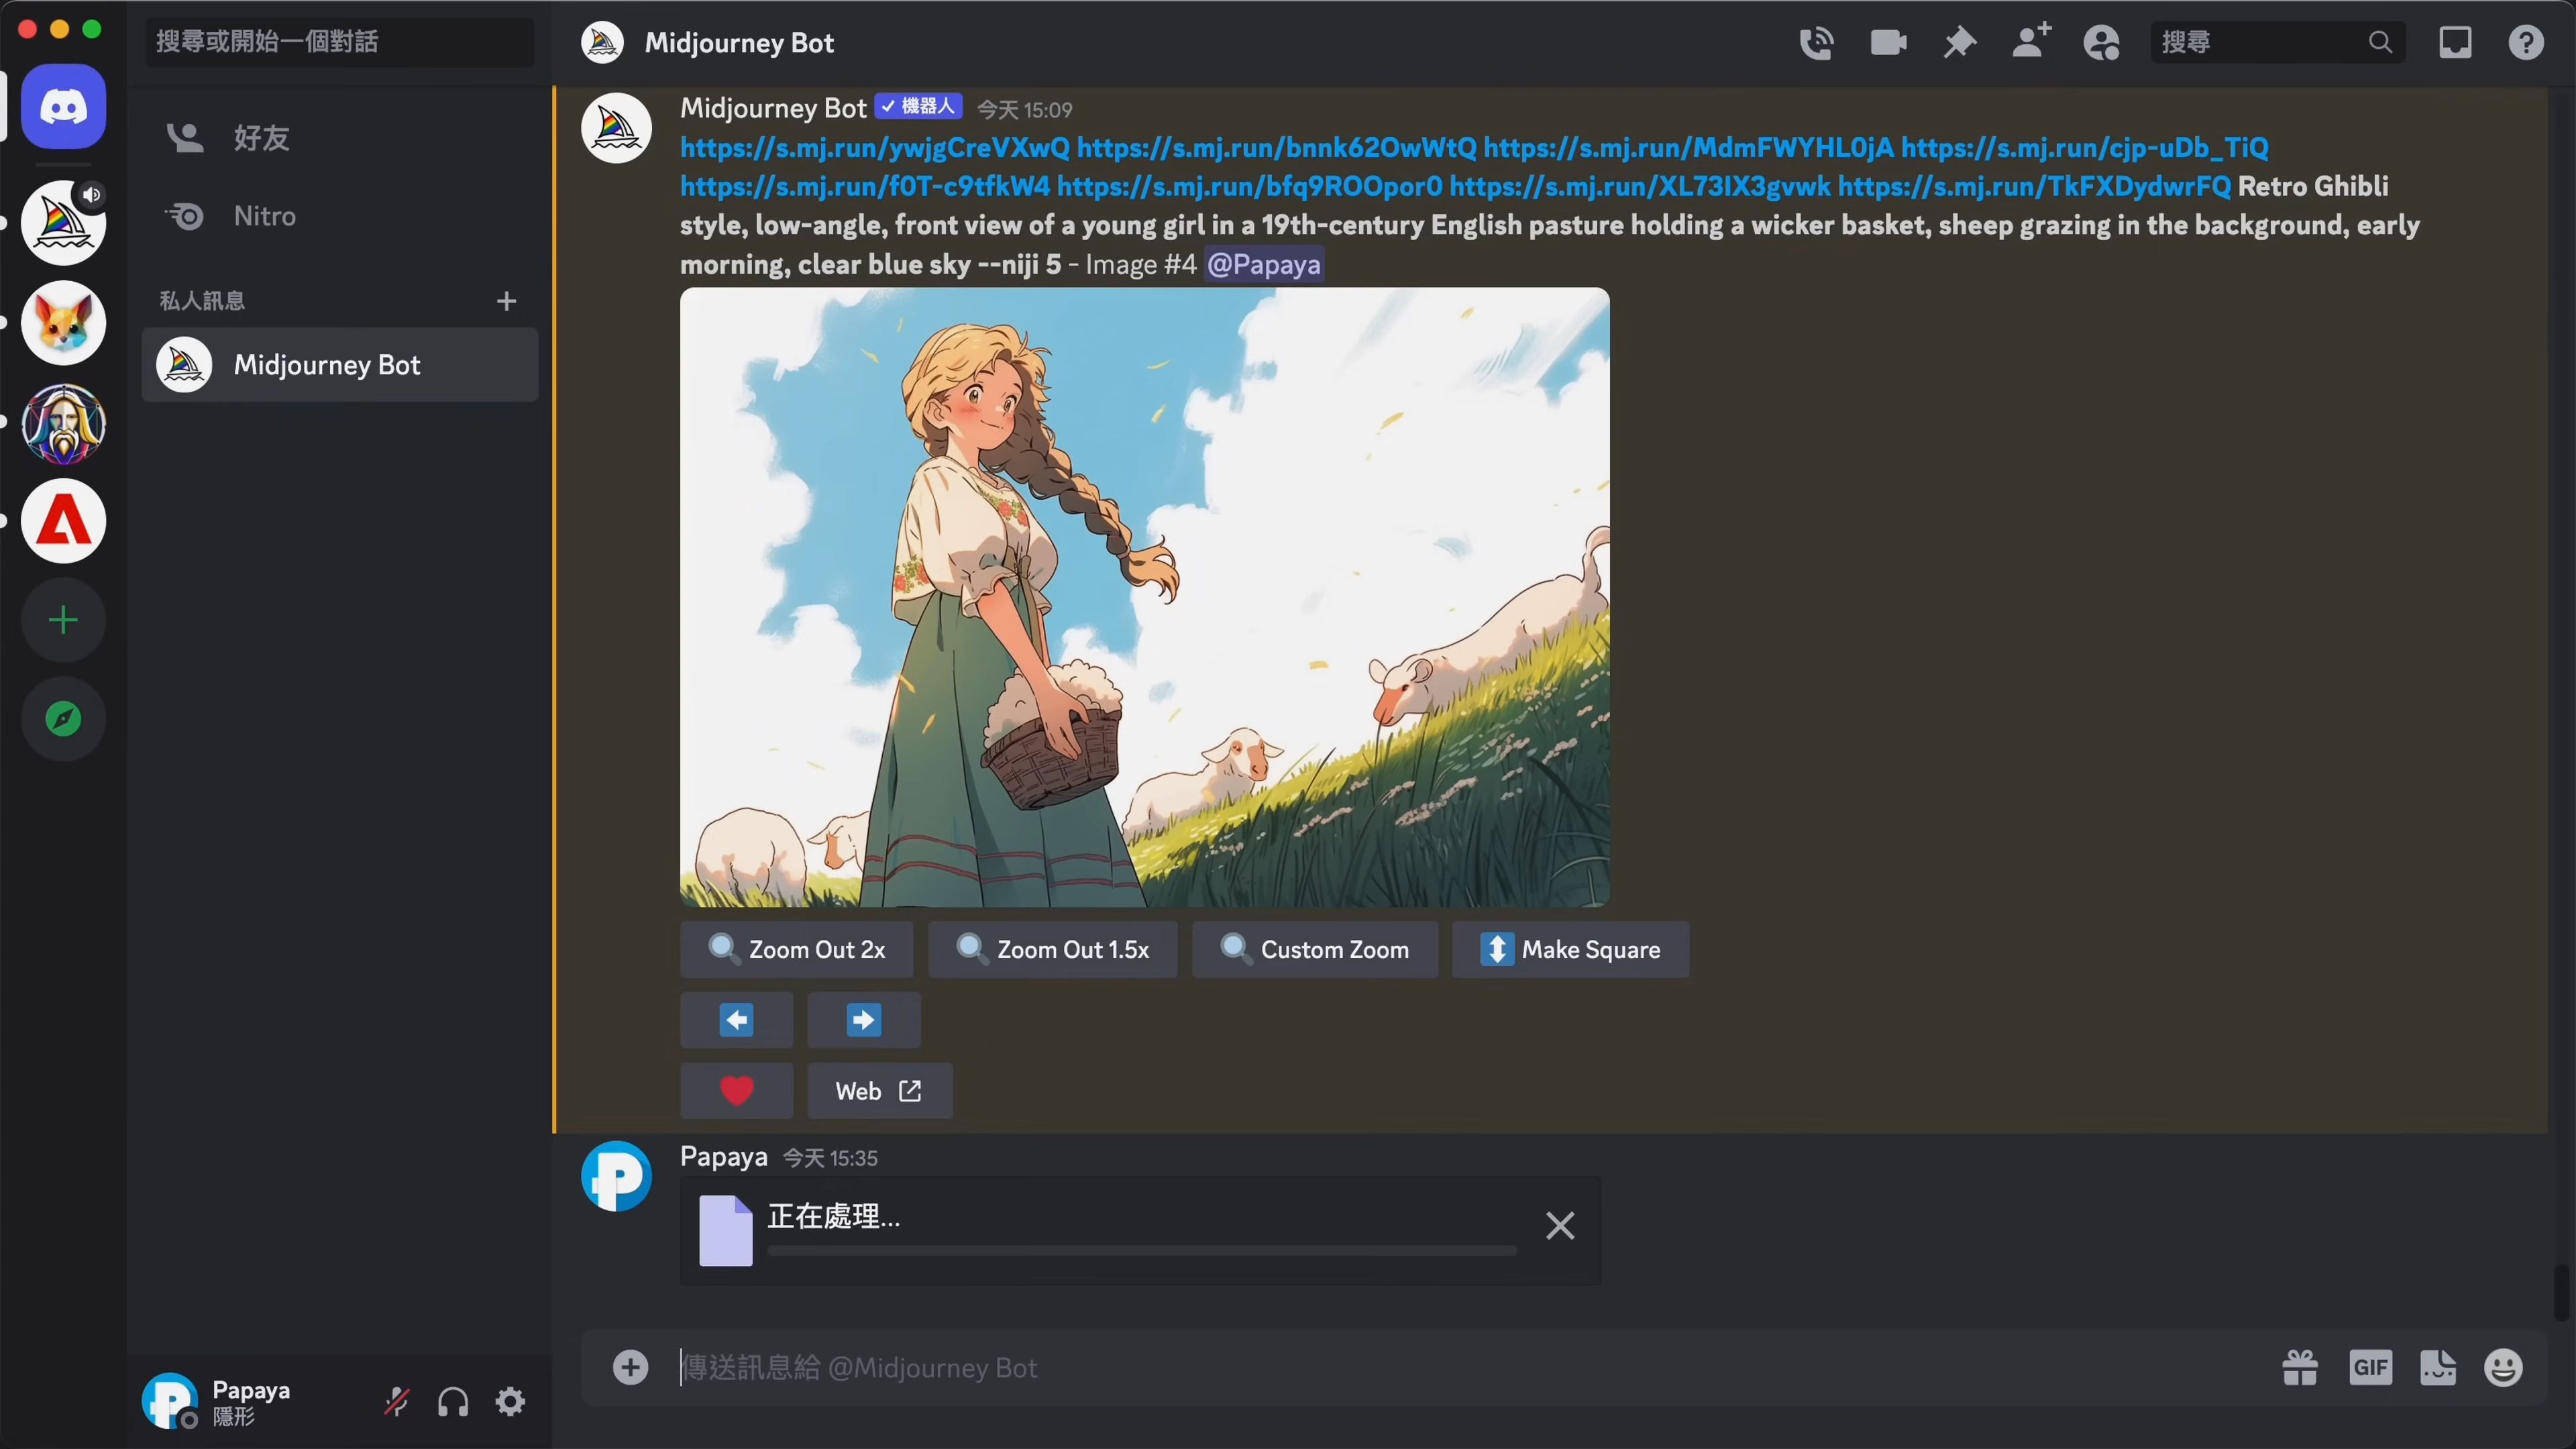 搜尋或開始一個對話
Midjourney Bot
搜尋
好友
Nitro
私人訊息
Midjourney Bot
Midjourney Bot 機器人 今天 15:09
https://s.mj.run/ywjgCreVXwQ https://s.mj.run/bnnk62OwWtQ https://s.mj.run/MdmFWYHL0jA https://s.mj.run/cjp-uDb_TiQ
https://s.mj.run/f0T-c9tfkW4 https://s.mj.run/bfq9ROOpor0 https://s.mj.run/XL73IX3gvwk https://s.mj.run/TkFXDydwrFQ Retro Ghibli
style, low-angle, front view of a young girl in a 19th-century English pasture holding a wicker basket, sheep grazing in the background, early
morning, clear blue sky --niji 5 - Image #4 @Papaya
Zoom Out 2x Zoom Out 1.5x Custom Zoom Make Square
Web
Papaya 今天 15:35
正在處理...
傳送訊息給 @Midjourney Bot
GIF
Papaya
隱形